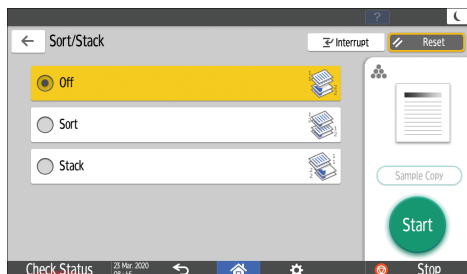 ?
Sort/Stack
Interrupt
Reset
Off
Sort
Stack
Sample Copy
Start
Check Status
23 Mar. 2020
Stop